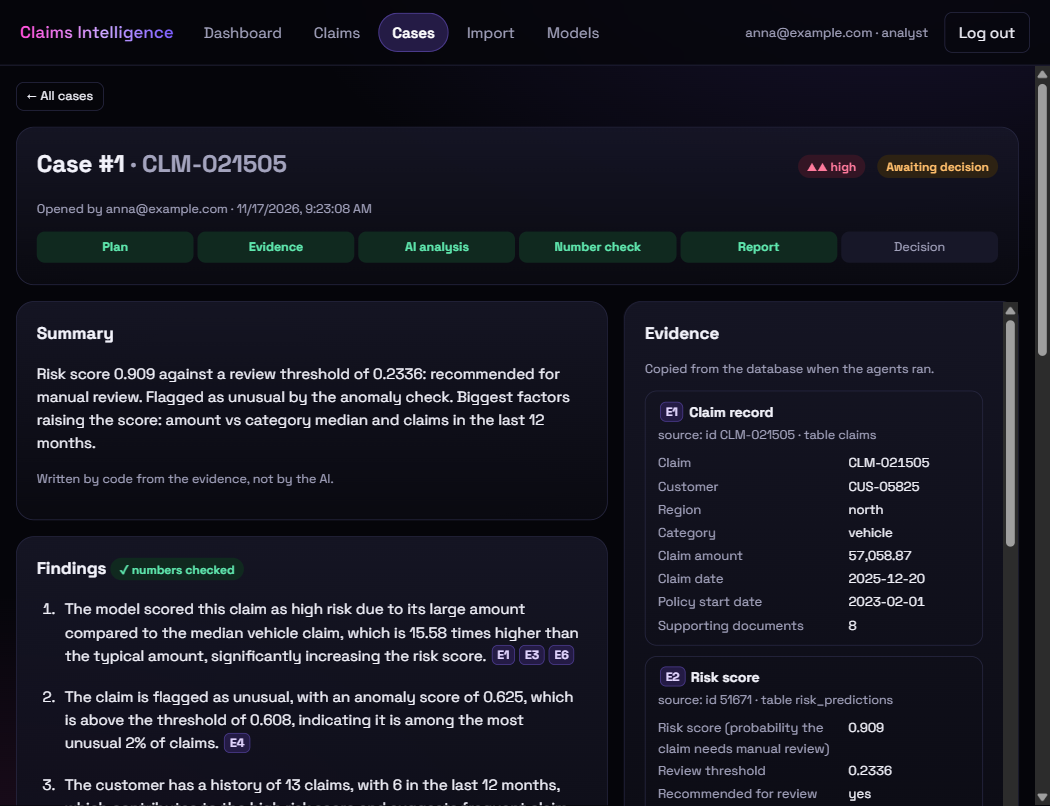 Claims Intelligence Dashboard Claims Cases Import Models anna@example.com · analyst Log out
← All cases
Case #1 · CLM-021505 ▲▲ high Awaiting decision
Opened by anna@example.com · 11/17/2026, 9:23:08 AM
Plan Evidence AI analysis Number check Report Decision
Summary
Risk score 0.909 against a review threshold of 0.2336: recommended for
manual review. Flagged as unusual by the anomaly check. Biggest factors
raising the score: amount vs category median and claims in the last 12
months.
Written by code from the evidence, not by the AI.
Findings ✓ numbers checked
1. The model scored this claim as high risk due to its large amount
compared to the median vehicle claim, which is 15.58 times higher than
the typical amount, significantly increasing the risk score. E1 E3 E6
2. The claim is flagged as unusual, with an anomaly score of 0.625, which
is above the threshold of 0.608, indicating it is among the most
unusual 2% of claims. E4
3. The customer has a history of 13 claims, with 6 in the last 12 months,
Evidence
Copied from the database when the agents ran.
E1 Claim record
source: id CLM-021505 · table claims
Claim CLM-021505
Customer CUS-05825
Region north
Category vehicle
Claim amount 57,058.87
Claim date 2025-12-20
Policy start date 2023-02-01
Supporting documents 8
E2 Risk score
source: id 51671 · table risk_predictions
Risk score (probability the 0.909
claim needs manual review)
Review threshold 0.2336
Recommended for review yes